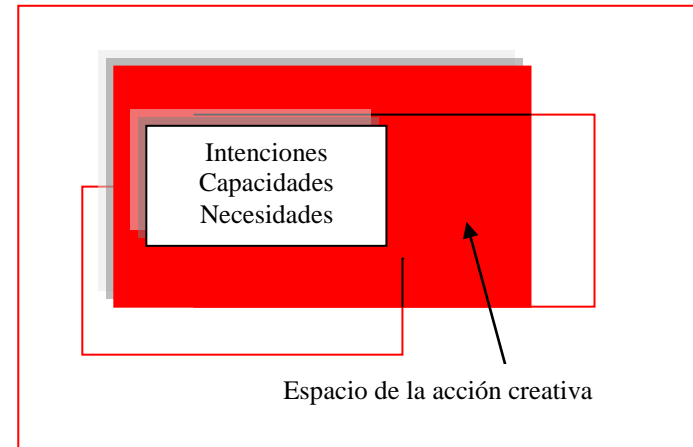 Intenciones
Capacidades
Necesidades
Espacio de la acción creativa